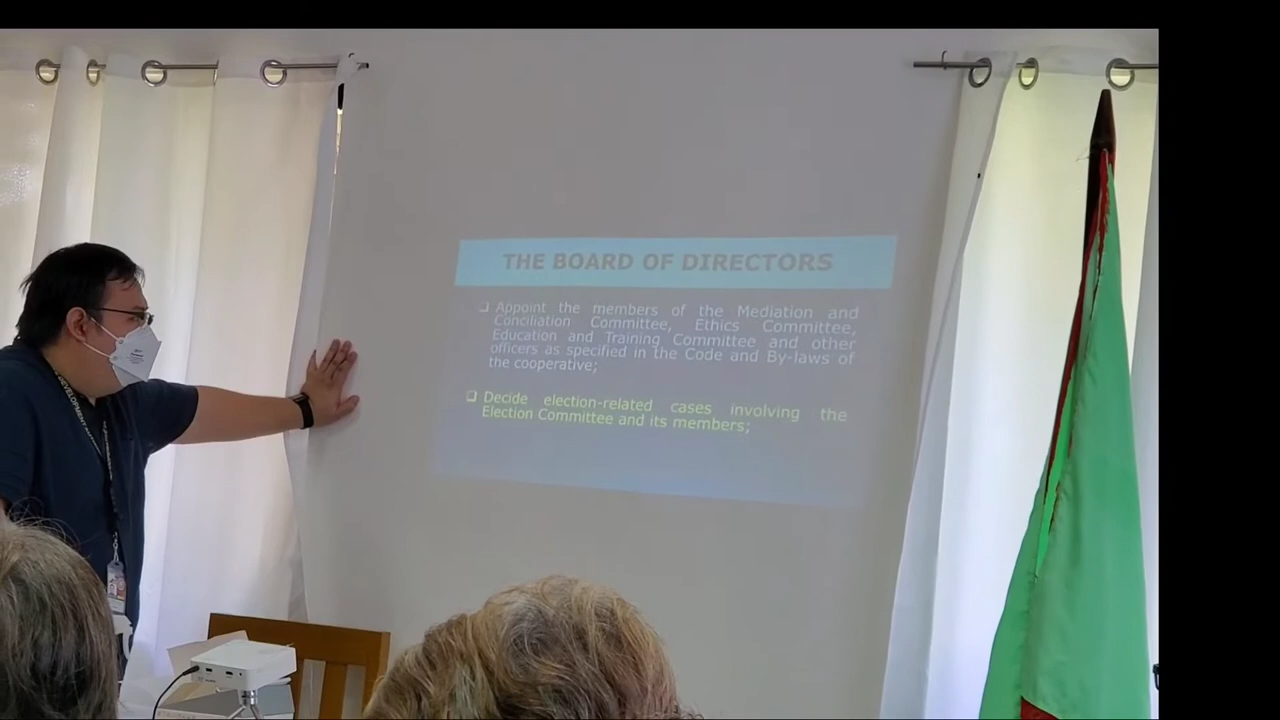 THE BOARD OF DIRECTORS
❑ Appoint the members of the Mediation and
Conciliation Committee, Ethics Committee,
Education and Training Committee and other
officers as specified in the Code and By-laws of
the cooperative;
❑ Decide election-related cases involving the
Election Committee and its members;
DEVELOPMENT